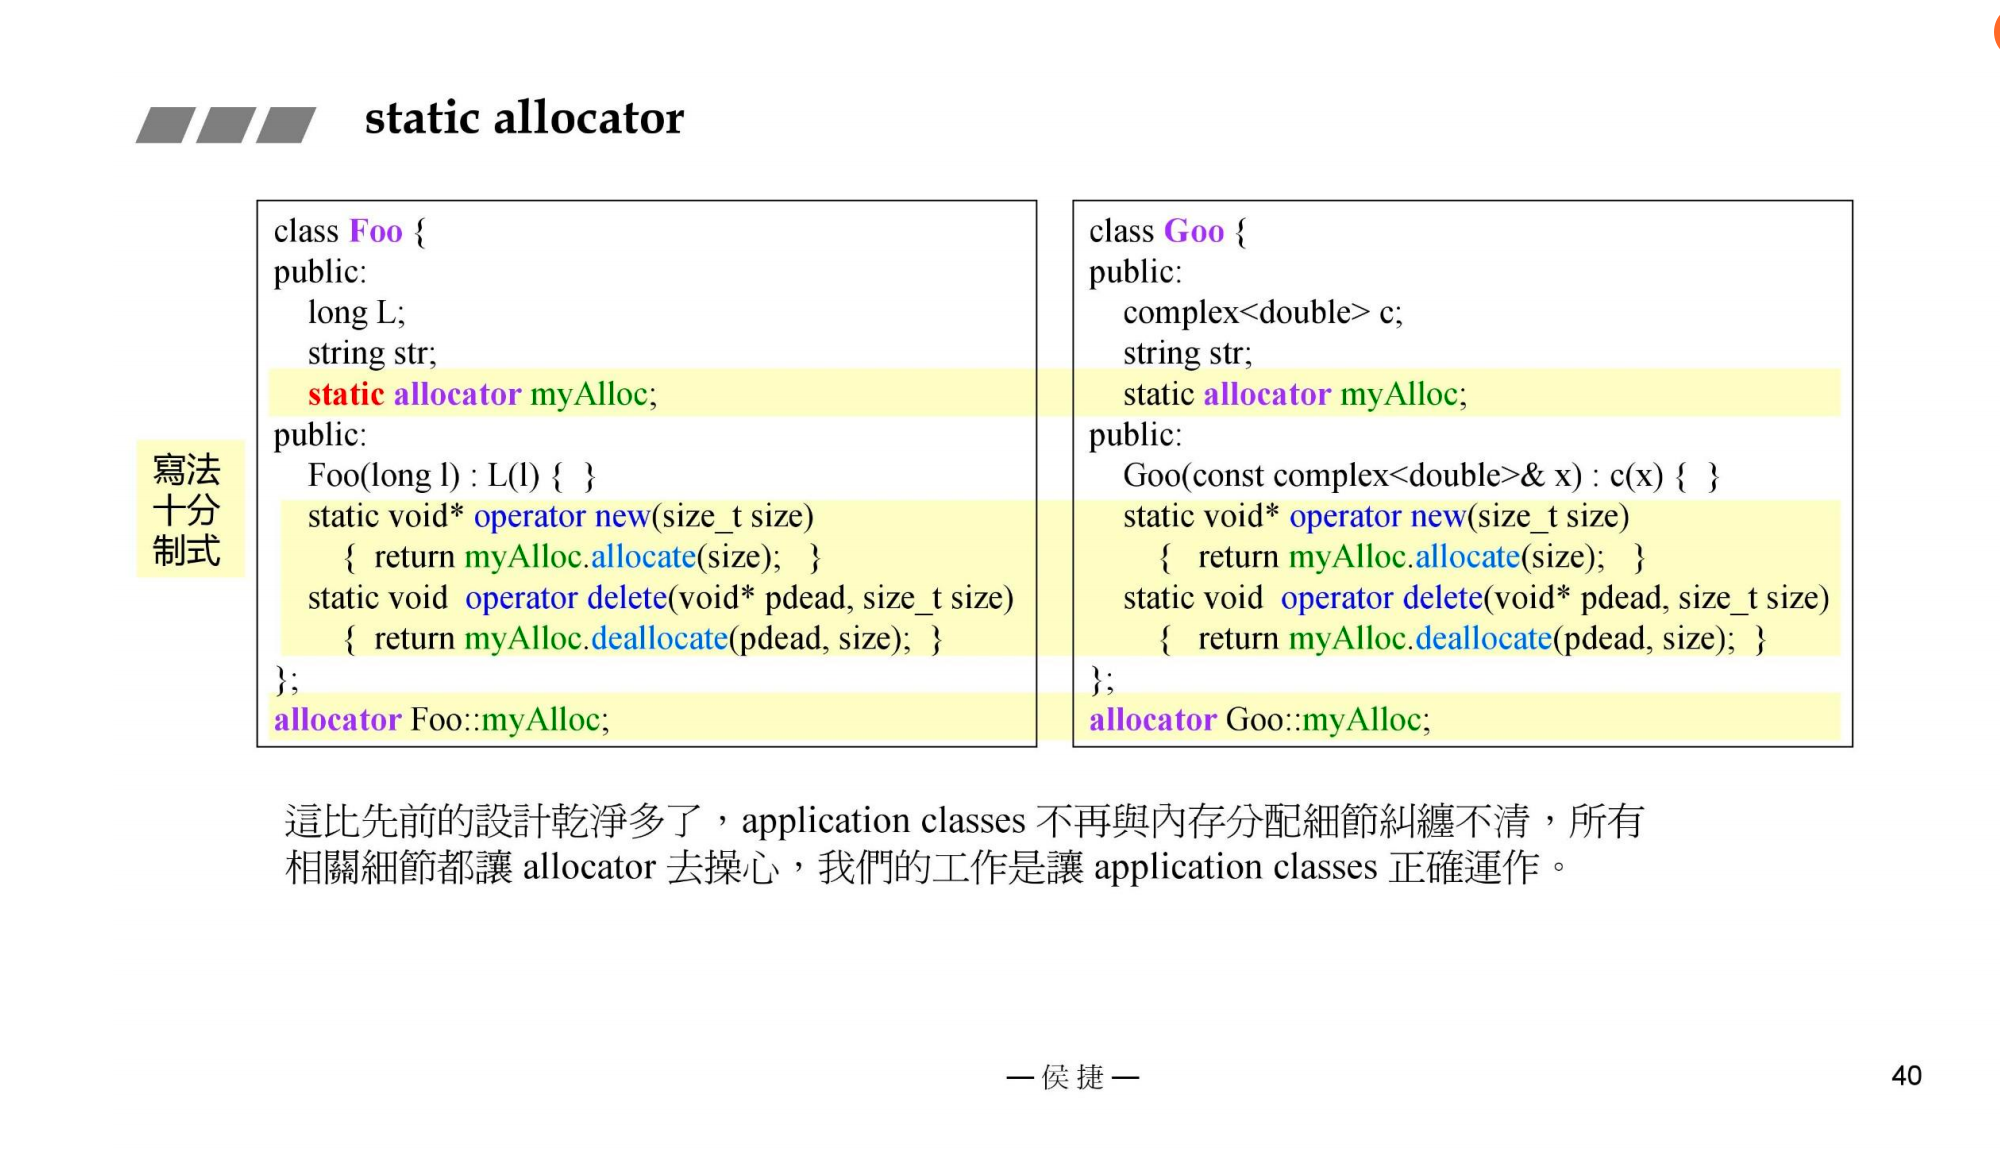 static allocator
class Foo {
public:
long L;
string str;
static allocator myAlloc;
public:
Foo(long l) : L(l) { }
static void* operator new(size_t size)
{ return myAlloc.allocate(size); }
static void operator delete(void* pdead, size_t size)
{ return myAlloc.deallocate(pdead, size); }
};
allocator Foo::myAlloc;
class Goo {
public:
complex<double> c;
string str;
static allocator myAlloc;
public:
Goo(const complex<double>& x) : c(x) { }
static void* operator new(size_t size)
{ return myAlloc.allocate(size); }
static void operator delete(void* pdead, size_t size)
{ return myAlloc.deallocate(pdead, size); }
};
allocator Goo::myAlloc;
寫法
十分
制式
這比先前的設計乾淨多了，application classes 不再與內存分配細節糾纏不清，所有
相關細節都讓 allocator 去操心，我們的工作是讓 application classes 正確運作。
— 侯捷 —
40